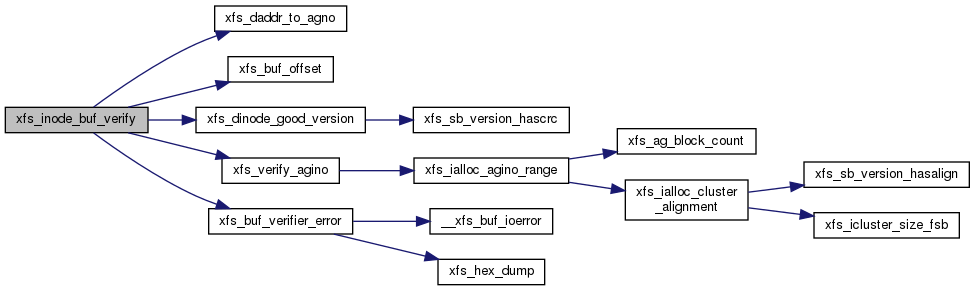 xfs_daddr_to_agno
xfs_buf_offset
xfs_inode_buf_verify
xfs_dinode_good_version
xfs_sb_version_hascrc
xfs_ag_block_count
xfs_verify_agino
xfs_ialloc_agino_range
xfs_sb_version_hasalign
xfs_ialloc_cluster
_alignment
xfs_buf_verifier_error
__xfs_buf_ioerror
xfs_icluster_size_fsb
xfs_hex_dump